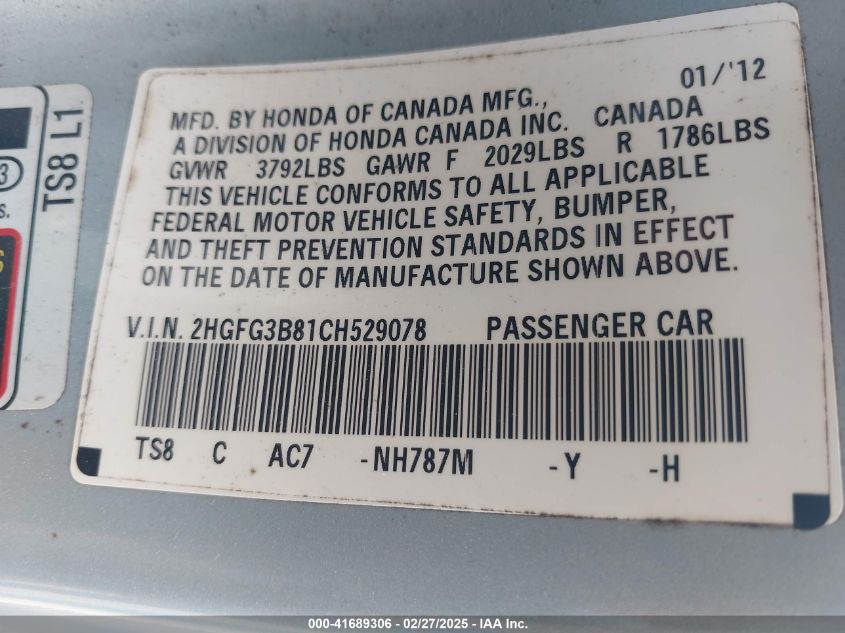 01/'12
MFD. BY HONDA OF CANADA MFG.,
A DIVISION OF HONDA CANADA INC. CANADA
GVWR 3792LBS GAWR F 2029LBS R 1786LBS
THIS VEHICLE CONFORMS TO ALL APPLICABLE
FEDERAL MOTOR VEHICLE SAFETY, BUMPER,
AND THEFT PREVENTION STANDARDS IN EFFECT
ON THE DATE OF MANUFACTURE SHOWN ABOVE.
V.I.N. 2HGFG3B81CH529078 PASSENGER CAR
TS8 C AC7 -NH787M -Y -H
TS8 L1
3
S.
S
000-41689306 / 02/27/2025 - IAA Inc.